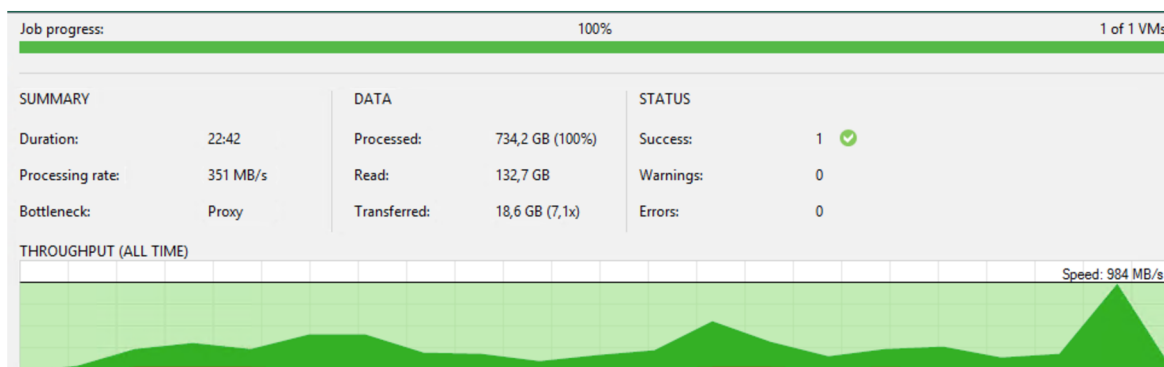 Job progress: 100% 1 of 1 VMs
SUMMARY DATA STATUS
Duration: 22:42 Processed: 734,2 GB (100%) Success: 1
Processing rate: 351 MB/s Read: 132,7 GB Warnings: 0
Bottleneck: Proxy Transferred: 18,6 GB (7,1x) Errors: 0
THROUGHPUT (ALL TIME)
Speed: 984 MB/s